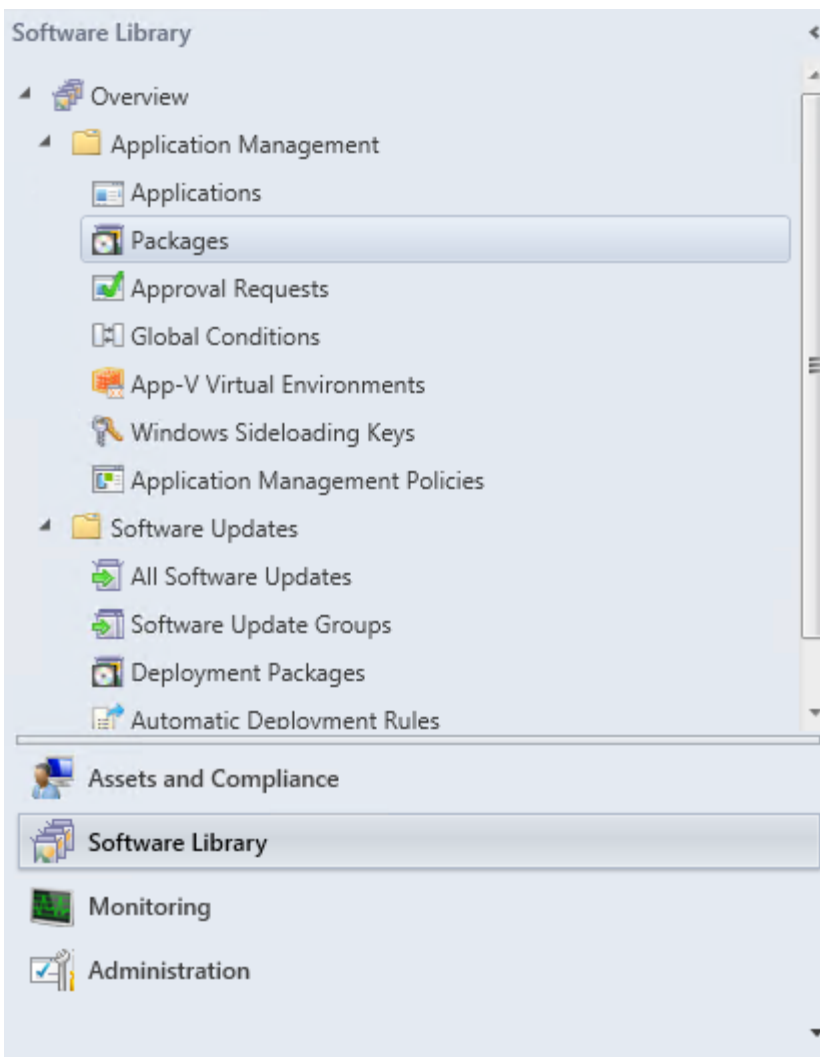 Software Library
Overview
Application Management
Applications
Packages
Approval Requests
Global Conditions
App-V Virtual Environments
Windows Sideloading Keys
Application Management Policies
Software Updates
All Software Updates
Software Update Groups
Deployment Packages
Automatic Deployment Rules
Assets and Compliance
Software Library
Monitoring
Administration